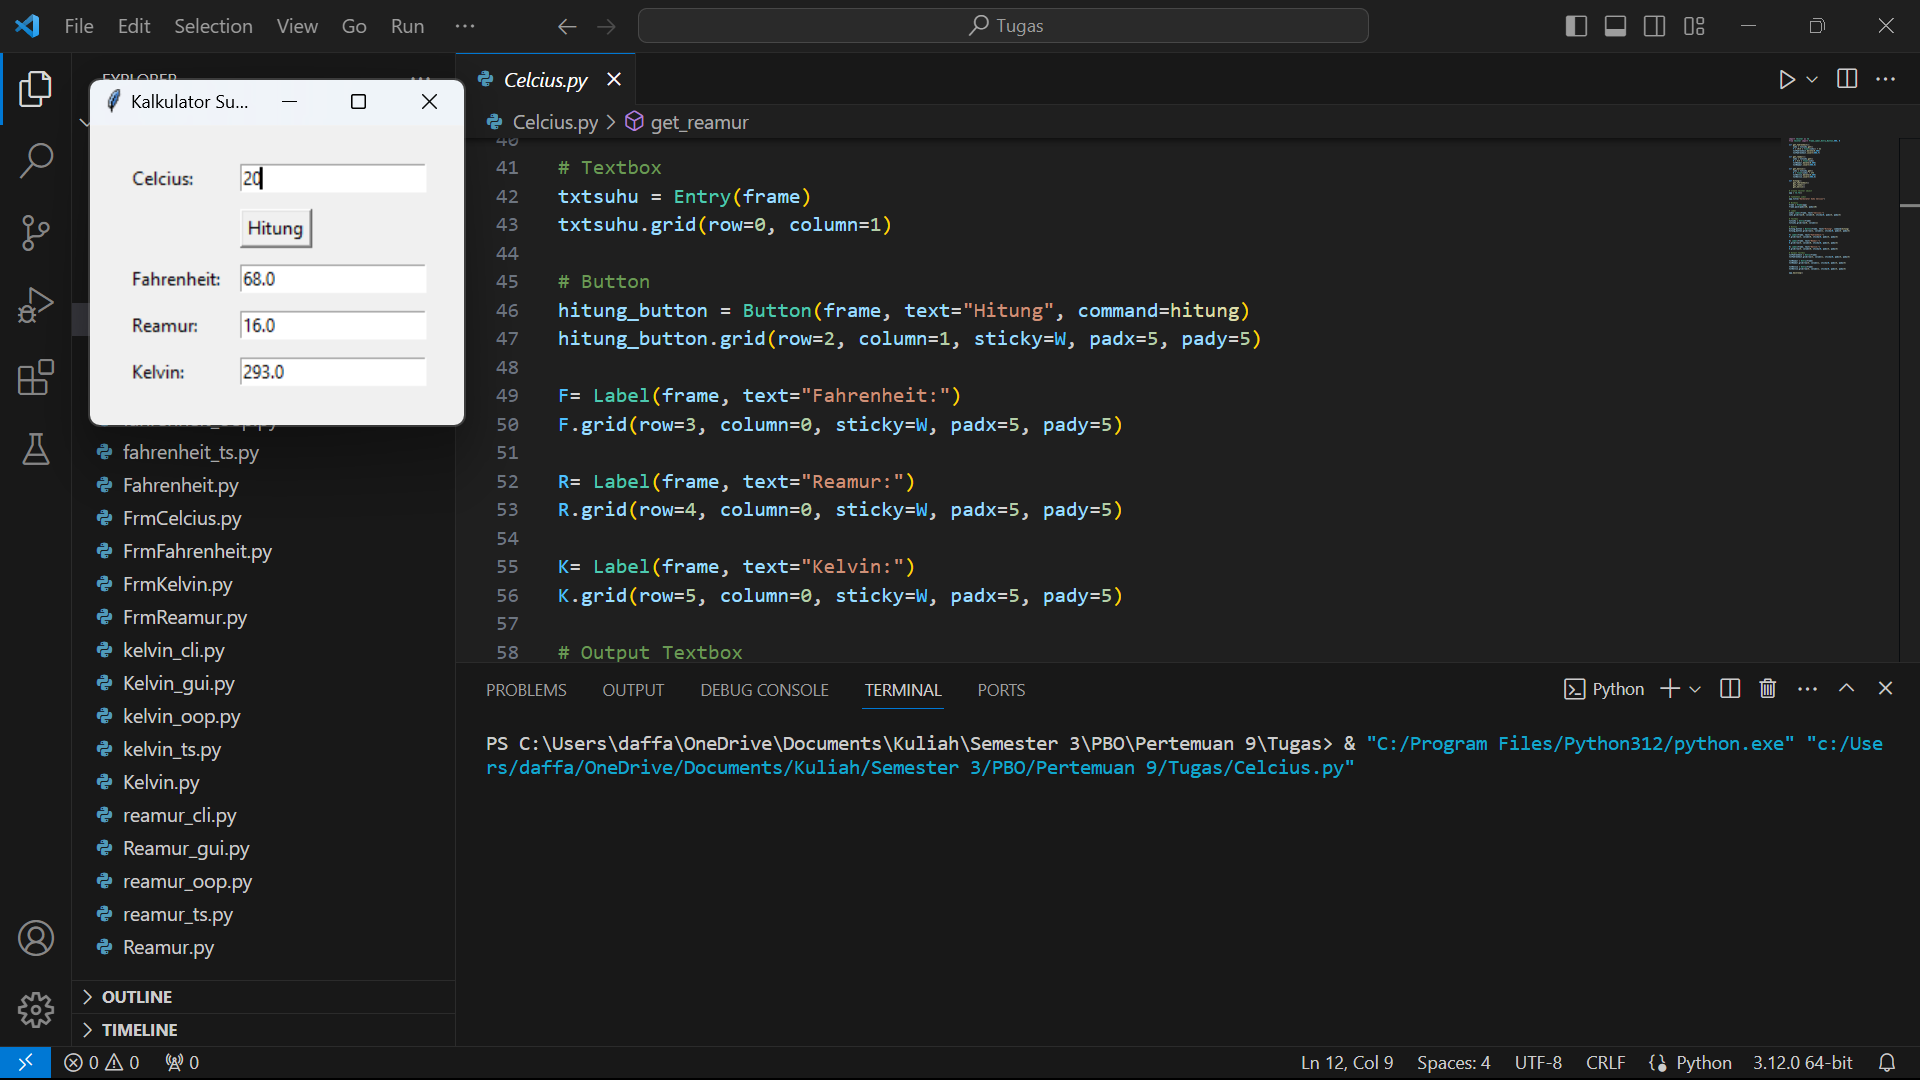 File Edit Selection View Go Run ···
Tugas
EXPLORER
Kalkulator Su...
Celcius: 20
Hitung
Fahrenheit: 68.0
Reamur: 16.0
Kelvin: 293.0
fahrenheit_ts.py
Fahrenheit.py
FrmCelcius.py
FrmFahrenheit.py
FrmKelvin.py
FrmReamur.py
kelvin_cli.py
Kelvin_gui.py
kelvin_oop.py
kelvin_ts.py
Kelvin.py
reamur_cli.py
Reamur_gui.py
reamur_oop.py
reamur_ts.py
Reamur.py
OUTLINE
TIMELINE
Celcius.py
Celcius.py > get_reamur
40
41 # Textbox
42 txtsuhu = Entry(frame)
43 txtsuhu.grid(row=0, column=1)
44
45 # Button
46 hitung_button = Button(frame, text="Hitung", command=hitung)
47 hitung_button.grid(row=2, column=1, sticky=W, padx=5, pady=5)
48
49 F= Label(frame, text="Fahrenheit:")
50 F.grid(row=3, column=0, sticky=W, padx=5, pady=5)
51
52 R= Label(frame, text="Reamur:")
53 R.grid(row=4, column=0, sticky=W, padx=5, pady=5)
54
55 K= Label(frame, text="Kelvin:")
56 K.grid(row=5, column=0, sticky=W, padx=5, pady=5)
57
58 # Output Textbox
PROBLEMS OUTPUT DEBUG CONSOLE TERMINAL PORTS
Python
PS C:\Users\daffa\OneDrive\Documents\Kuliah\Semester 3\PBO\Pertemuan 9\Tugas> & "C:/Program Files/Python312/python.exe" "c:/Use
rs/daffa/OneDrive/Documents/Kuliah/Semester 3/PBO/Pertemuan 9/Tugas/Celcius.py"
0 0 0
Ln 12, Col 9 Spaces: 4 UTF-8 CRLF Python 3.12.0 64-bit